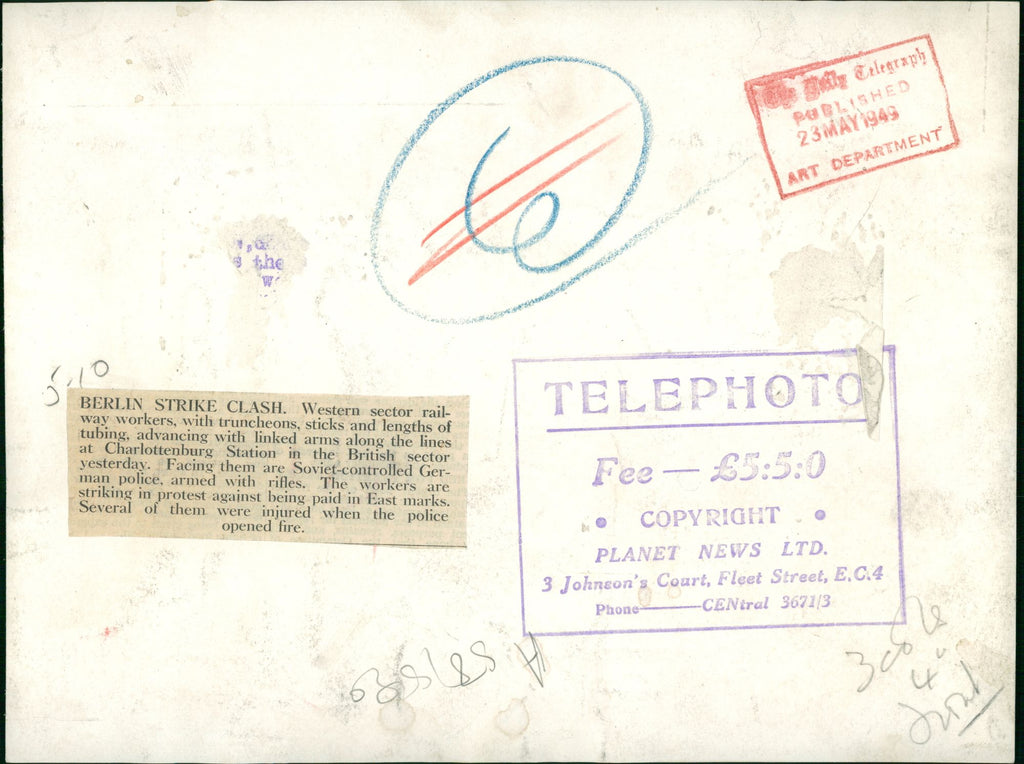 The Daily Telegraph
PUBLISHED
23 MAY 1949
ART DEPARTMENT
6
s the
w
5.10
BERLIN STRIKE CLASH. Western sector rail-
way workers, with truncheons, sticks and lengths of
tubing, advancing with linked arms along the lines
at Charlottenburg Station in the British sector
yesterday. Facing them are Soviet-controlled Ger-
man police, armed with rifles. The workers are
striking in protest against being paid in East marks.
Several of them were injured when the police
opened fire.
TELEPHOTO
Fee — £5:5:0
• COPYRIGHT •
PLANET NEWS LTD.
3 Johnson's Court, Fleet Street, E.C.4
Phone——CENtral 3671/3
4"
front